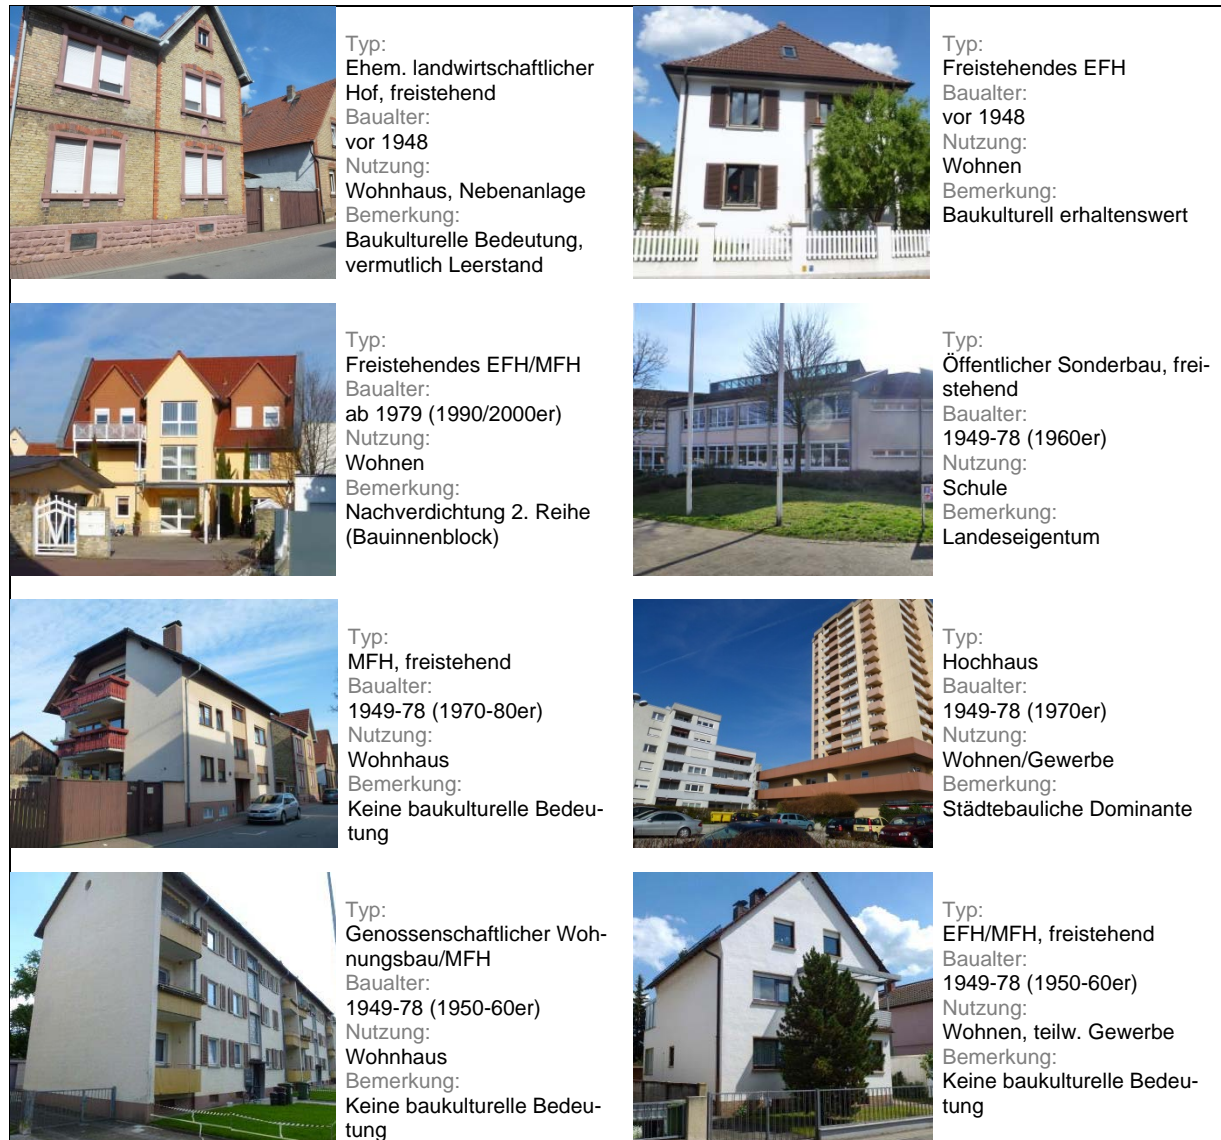 Typ:
Ehem. landwirtschaftlicher
Hof, freistehend
Baualter:
vor 1948
Nutzung:
Wohnhaus, Nebenanlage
Bemerkung:
Baukulturelle Bedeutung,
vermutlich Leerstand
Typ:
Freistehendes EFH
Baualter:
vor 1948
Nutzung:
Wohnen
Bemerkung:
Baukulturell erhaltenswert
Typ:
Freistehendes EFH/MFH
Baualter:
ab 1979 (1990/2000er)
Nutzung:
Wohnen
Bemerkung:
Nachverdichtung 2. Reihe
(Bauinnenblock)
Typ:
Öffentlicher Sonderbau, frei-
stehend
Baualter:
1949-78 (1960er)
Nutzung:
Schule
Bemerkung:
Landeseigentum
Typ:
MFH, freistehend
Baualter:
1949-78 (1970-80er)
Nutzung:
Wohnhaus
Bemerkung:
Keine baukulturelle Bedeu-
tung
Typ:
Hochhaus
Baualter:
1949-78 (1970er)
Nutzung:
Wohnen/Gewerbe
Bemerkung:
Städtebauliche Dominante
Typ:
Genossenschaftlicher Woh-
nungsbau/MFH
Baualter:
1949-78 (1950-60er)
Nutzung:
Wohnhaus
Bemerkung:
Keine baukulturelle Bedeu-
tung
Typ:
EFH/MFH, freistehend
Baualter:
1949-78 (1950-60er)
Nutzung:
Wohnen, teilw. Gewerbe
Bemerkung:
Keine baukulturelle Bedeu-
tung